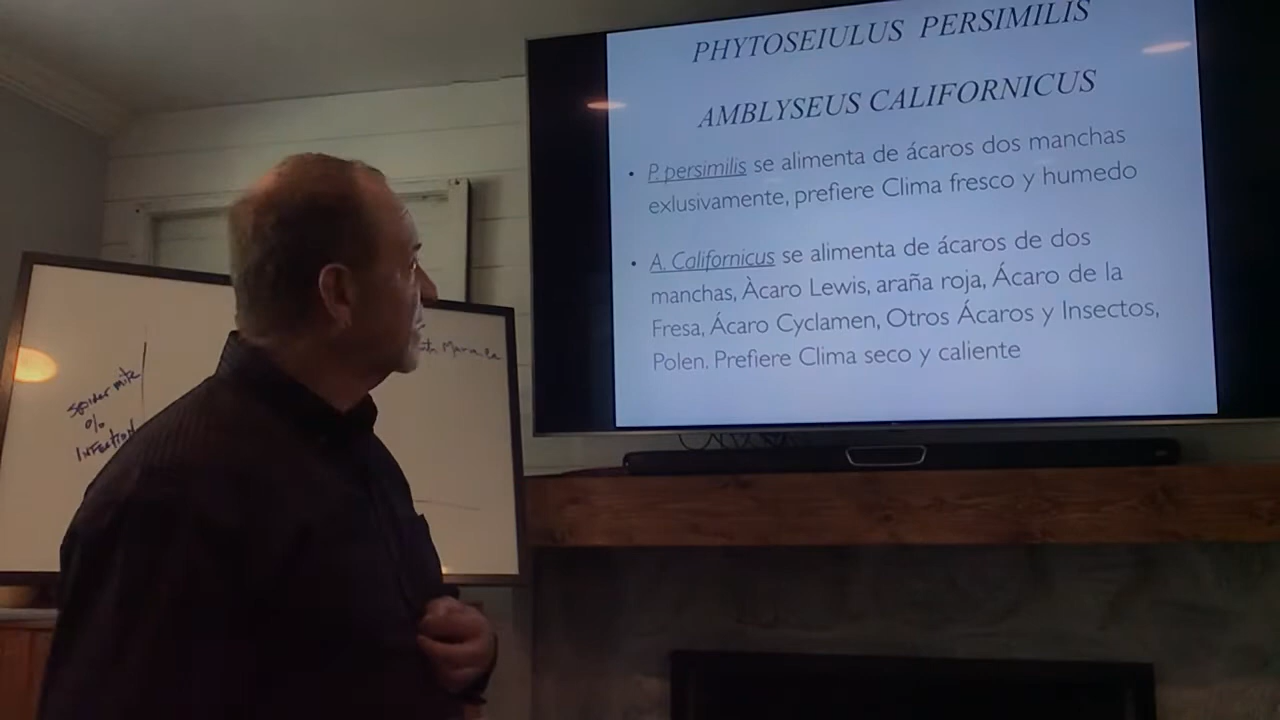 PHYTOSEIULUS PERSIMILIS
AMBLYSEUS CALIFORNICUS
• P. persimilis se alimenta de ácaros dos manchas
exlusivamente, prefiere Clima fresco y humedo
• A. Californicus se alimenta de ácaros de dos
manchas, Àcaro Lewis, araña roja, Ácaro de la
Fresa, Ácaro Cyclamen, Otros Ácaros y Insectos,
Polen. Prefiere Clima seco y caliente
spider mite
%
INFECTION